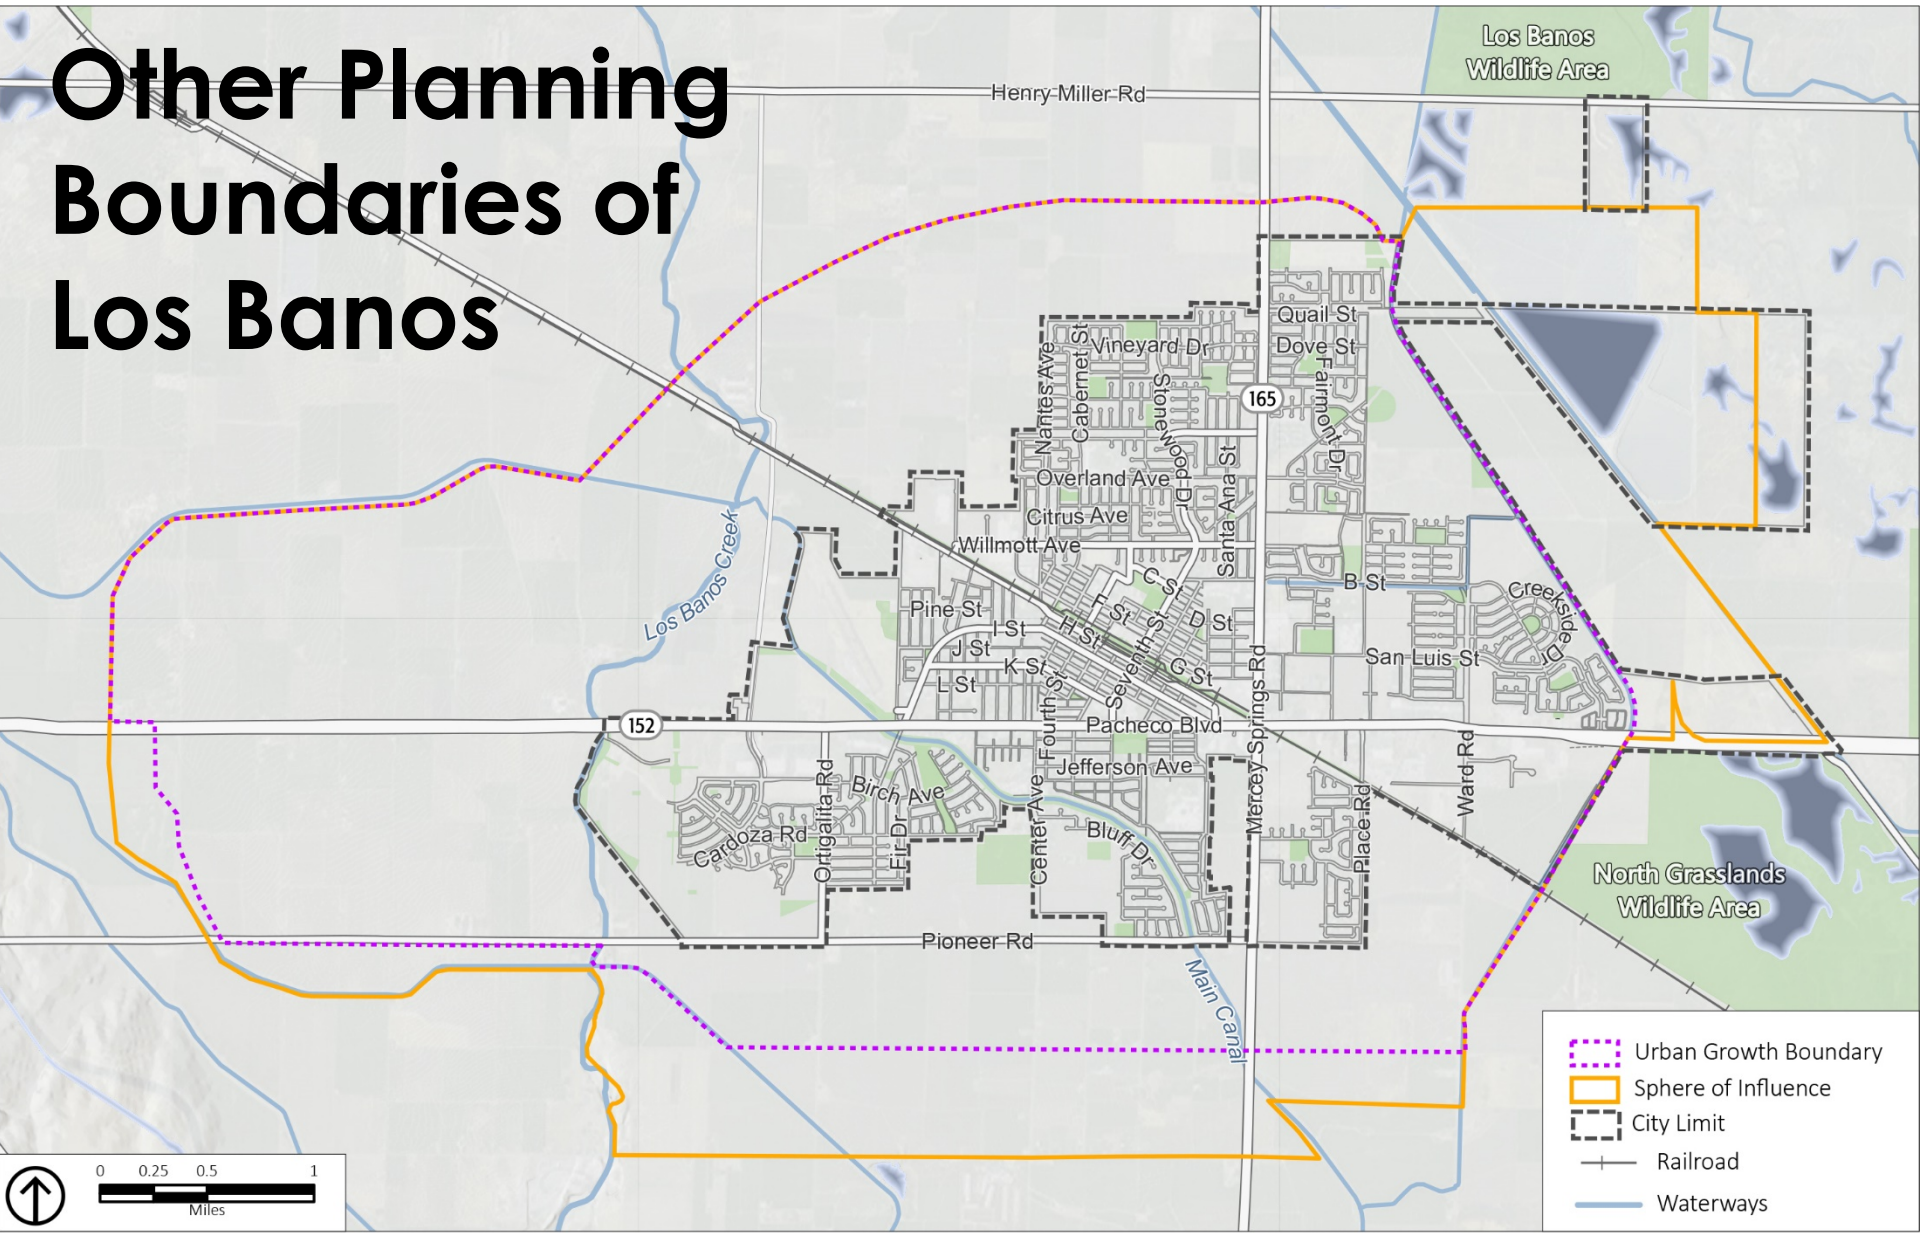 Other Planning
Boundaries of
Los Banos
Los Banos
Wildlife Area
Henry Miller Rd
Quail St
Vineyard Dr
Dove St
Nantes Ave
Cabernet St
Stonewood Dr
Fairmont Dr
165
Overland Ave
Santa Ana St
Citrus Ave
Willmott Ave
Los Banos Creek
C St
B St
Creekside Dr
Pine St
F St
D St
I St
H St
J St
Seventh St
San Luis St
K St
G St
L St
Fourth St
Mercey Springs Rd
152
Pacheco Blvd
Ward Rd
Jefferson Ave
Birch Ave
Ortigalita Rd
Center Ave
Place Rd
Cardoza Rd
Fir Dr
Bluff Dr
North Grasslands
Wildlife Area
Pioneer Rd
Main Canal
Urban Growth Boundary
Sphere of Influence
City Limit
Railroad
Waterways
0 0.25 0.5 1
Miles